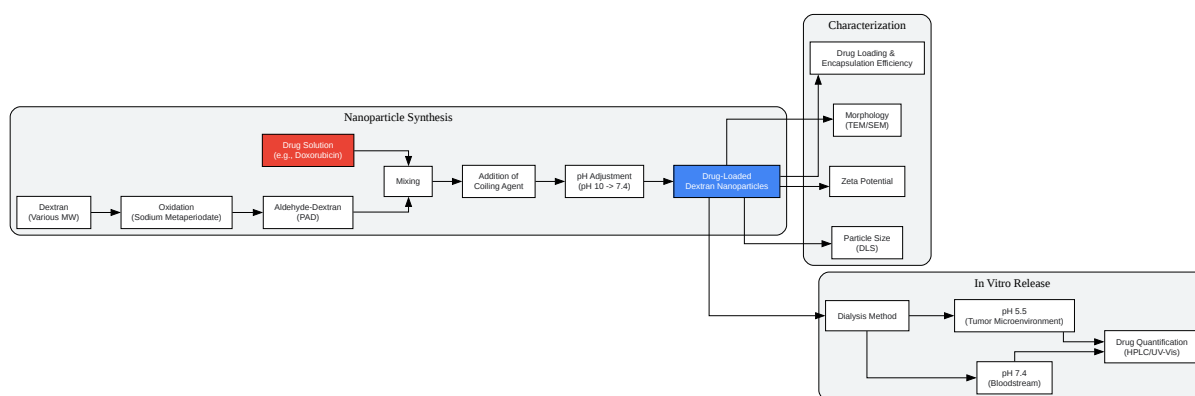 Characterization
Drug Loading &
Encapsulation Efficiency
Morphology
(TEM/SEM)
Zeta Potential
Particle Size
(DLS)
Nanoparticle Synthesis
Drug Solution
(e.g., Doxorubicin)
Mixing
Addition of
Coiling Agent
pH Adjustment
(pH 10 -> 7.4)
Drug-Loaded
Dextran Nanoparticles
Dextran
(Various MW)
Oxidation
(Sodium Metaperiodate)
Aldehyde-Dextran
(PAD)
In Vitro Release
Dialysis Method
pH 5.5
(Tumor Microenvironment)
Drug Quantification
(HPLC/UV-Vis)
pH 7.4
(Bloodstream)